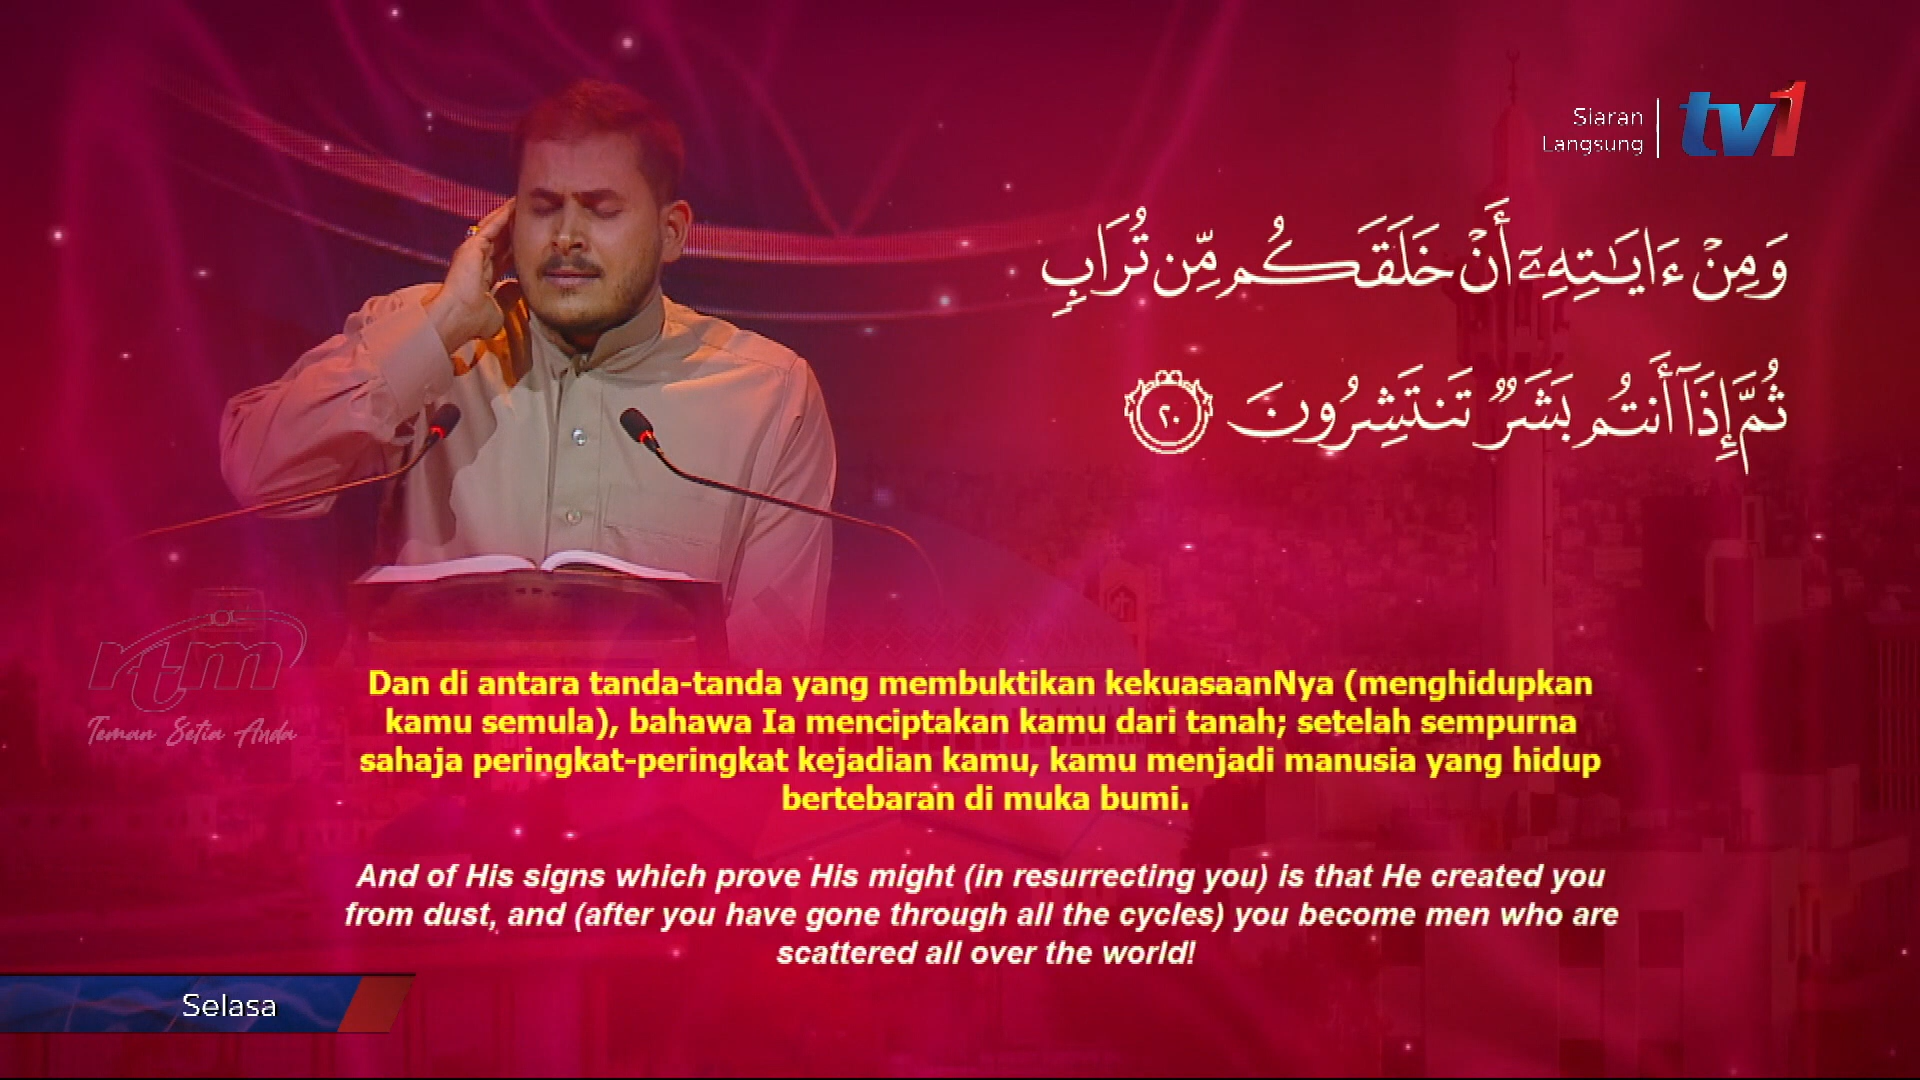 Siaran
Langsung
tv1
وَمِنْ ءَايَـٰتِهِۦٓ أَنْ خَلَقَكُم مِّن تُرَابٍ
ثُمَّ إِذَآ أَنتُم بَشَرٌ تَنتَشِرُونَ ٢٠
rtm
Teman Setia Anda
Dan di antara tanda-tanda yang membuktikan kekuasaanNya (menghidupkan
kamu semula), bahawa Ia menciptakan kamu dari tanah; setelah sempurna
sahaja peringkat-peringkat kejadian kamu, kamu menjadi manusia yang hidup
bertebaran di muka bumi.
And of His signs which prove His might (in resurrecting you) is that He created you
from dust, and (after you have gone through all the cycles) you become men who are
scattered all over the world!
Selasa